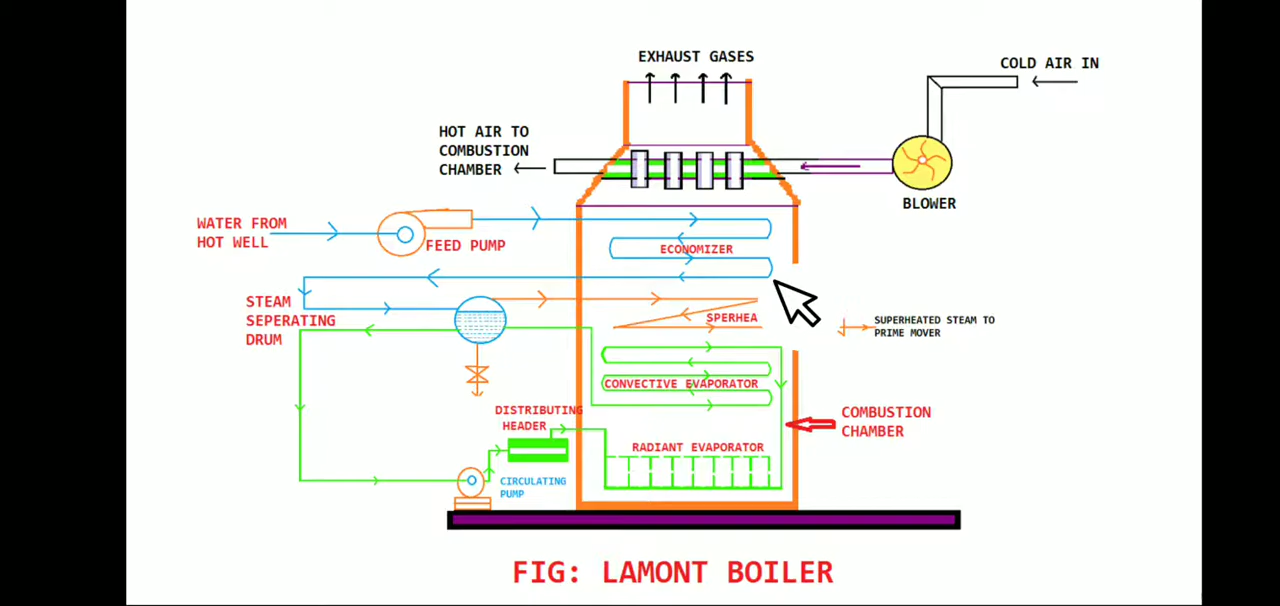 EXHAUST GASES
COLD AIR IN
HOT AIR TO
COMBUSTION
CHAMBER
BLOWER
WATER FROM
HOT WELL
FEED PUMP
ECONOMIZER
STEAM
SEPERATING
DRUM
SPERHEA
SUPERHEATED STEAM TO
PRIME MOVER
CONVECTIVE EVAPORATOR
DISTRIBUTING
HEADER
COMBUSTION
CHAMBER
RADIANT EVAPORATOR
CIRCULATING
PUMP
FIG: LAMONT BOILER